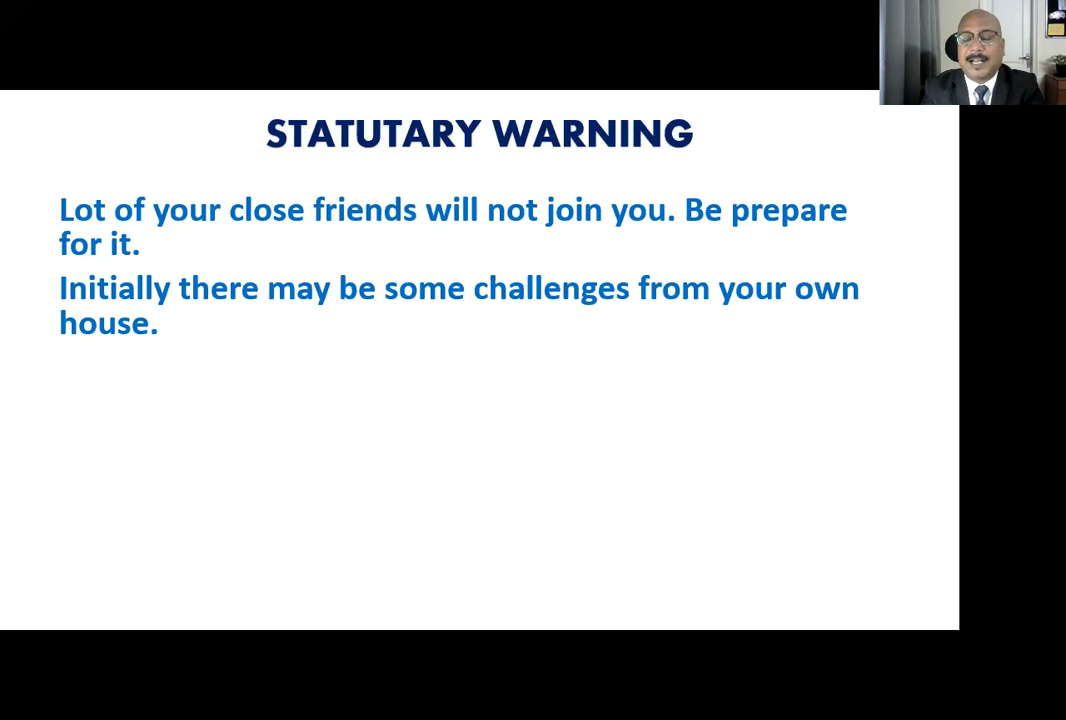 STATUTARY WARNING
Lot of your close friends will not join you. Be prepare
for it.
Initially there may be some challenges from your own
house.